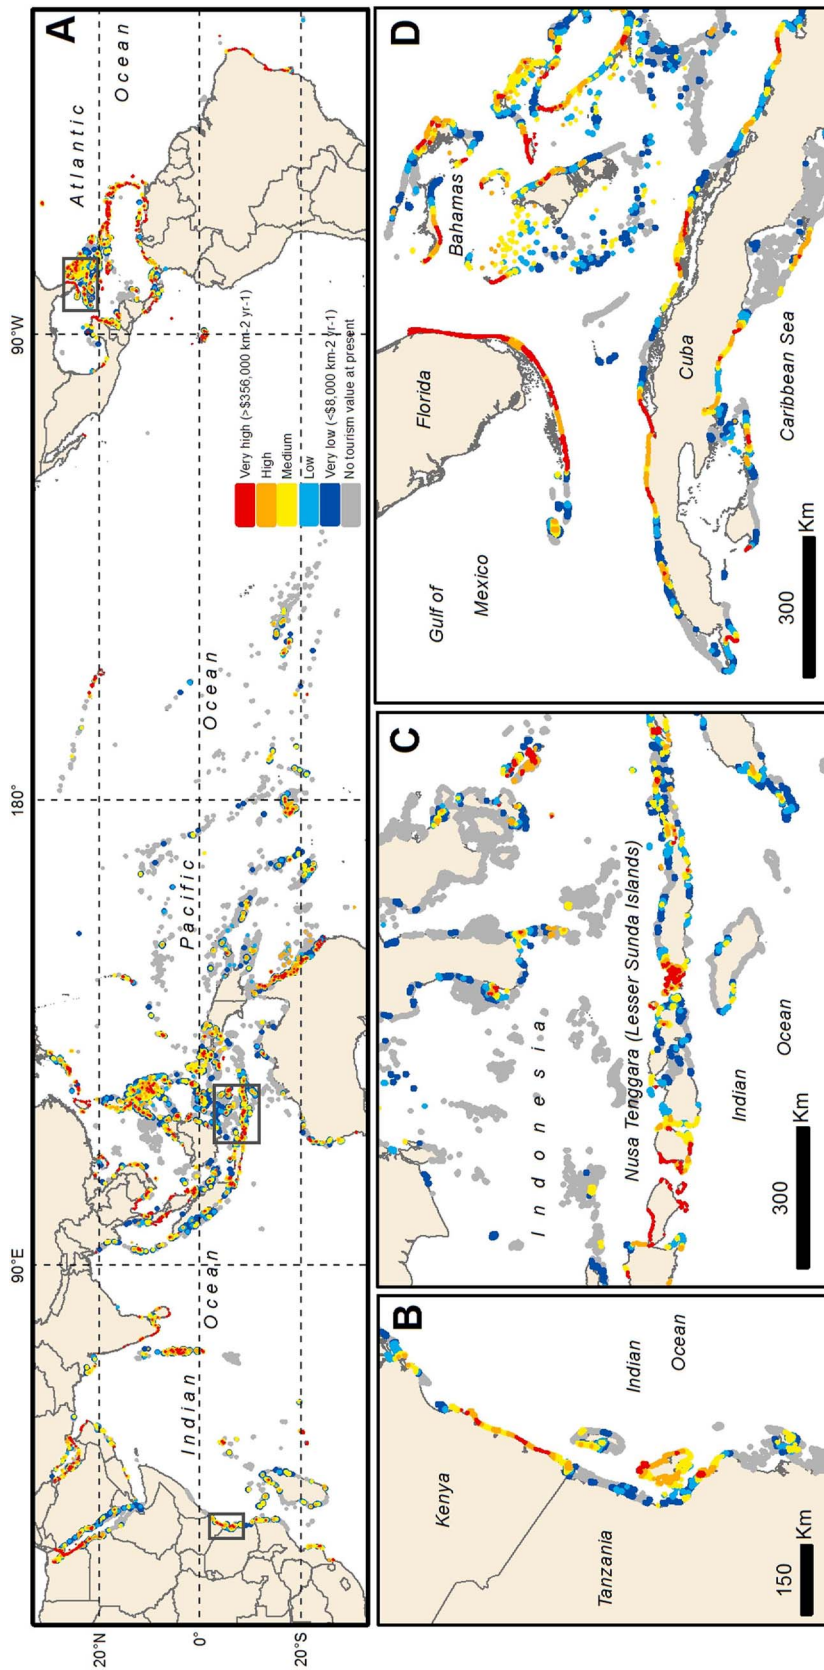 A
90°E
180°
90°W
20°N
0°
20°S
Indian
Ocean
Pacific
Ocean
Atlantic
Ocean
Very high (>$356,000 km-2 yr-1)
High
Medium
Low
Very low (<$8,000 km-2 yr-1)
No tourism value at present
B
Kenya
Tanzania
Indian
Ocean
150
Km
C
Indonesia
Nusa Tenggara (Lesser Sunda Islands)
Indian
Ocean
300
Km
D
Gulf of
Mexico
Florida
Bahamas
Cuba
Caribbean Sea
300
Km